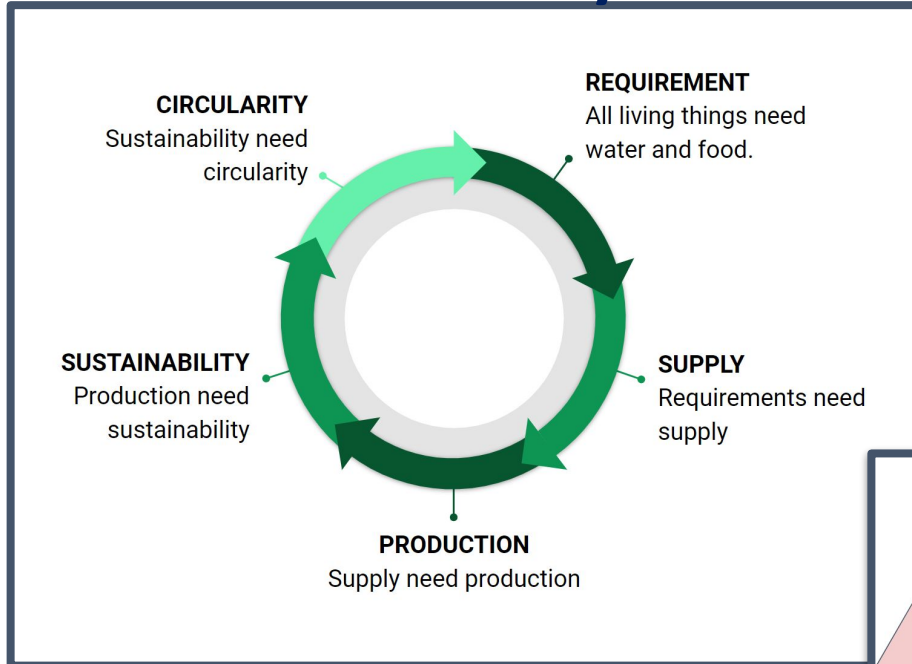 REQUIREMENT
All living things need
water and food.
SUPPLY
Requirements need
supply
PRODUCTION
Supply need production
SUSTAINABILITY
Production need
sustainability
CIRCULARITY
Sustainability need
circularity